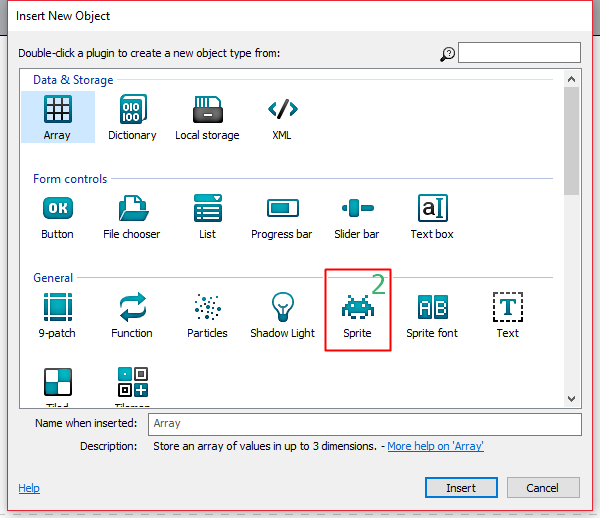 Insert New Object
Double-click a plugin to create a new object type from:
Data & Storage
Array Dictionary Local storage XML
Form controls
OK
Button File chooser List Progress bar Slider bar Text box
General
2
9-patch Function Particles Shadow Light Sprite Sprite font Text
Name when inserted: Array
Description: Store an array of values in up to 3 dimensions. - More help on 'Array'
Help Insert Cancel